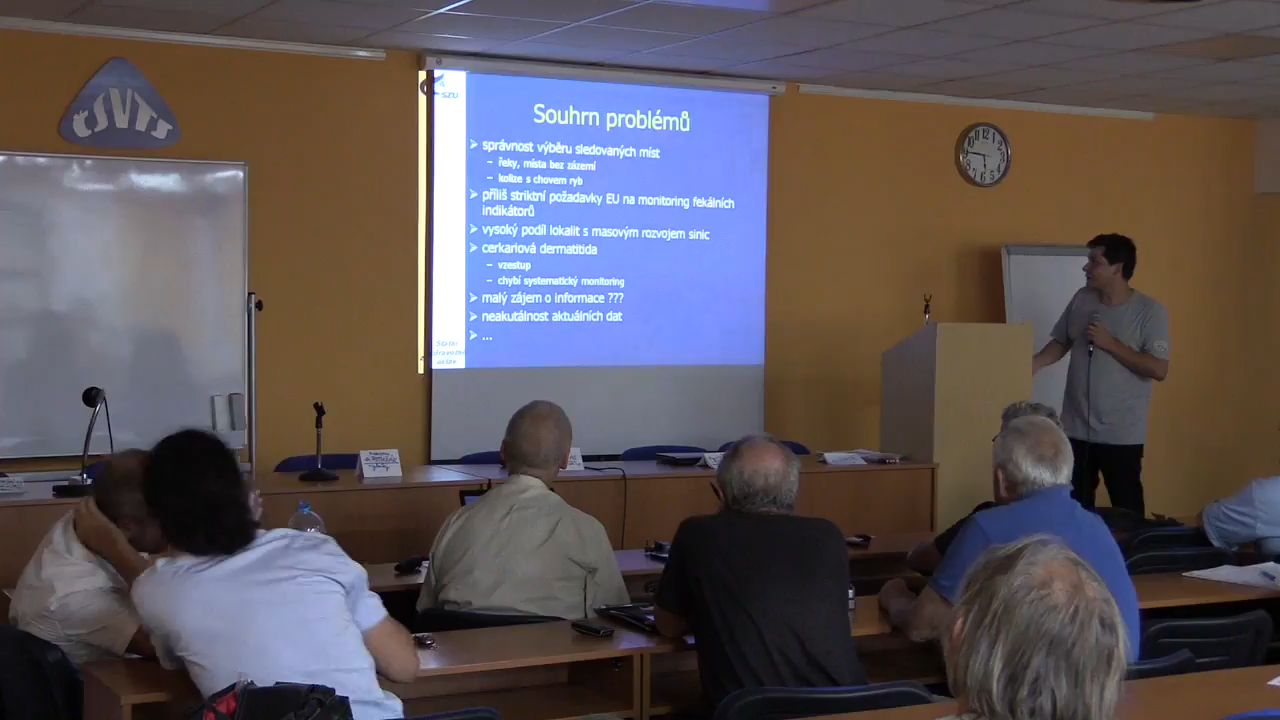 ČSVTS
SZÚ
Souhrn problémů
správnost výběru sledovaných míst
– řeky, místa bez zázemí
– kolize s chovem ryb
příliš striktní požadavky EU na monitoring fekálních
indikátorů
vysoký podíl lokalit s masovým rozvojem sinic
cerkariová dermatitida
– vzestup
– chybí systematický monitoring
malý zájem o informace ???
neakutálnost aktuálních dat
...